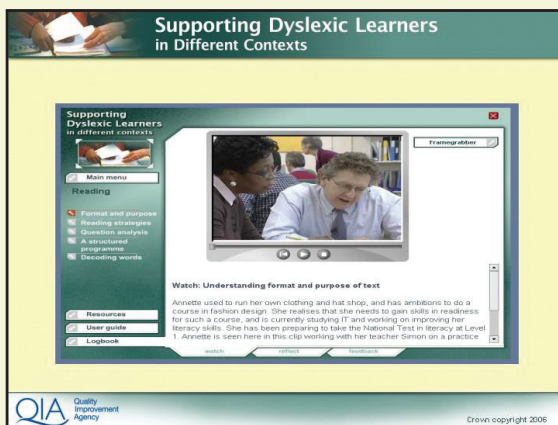 Supporting Dyslexic Learners
in Different Contexts
Supporting
Dyslexic Learners
in different contexts
Framegrabber
Main menu
Reading
Format and purpose
Reading strategies
Question analysis
A structured
programme
Decoding words
Watch: Understanding format and purpose of text
Annette used to run her own clothing and hat shop, and has ambitions to do a
course in fashion design. She realises that she needs to gain skills in readiness
for such a course, and is currently studying IT and working on improving her
literacy skills. She has been preparing to take the National Test in literacy at Level
1. Annette is seen here in this clip working with her teacher Simon on a practice
Resources
User guide
Logbook
watch
reflect
feedback
QIA
Quality
Improvement
Agency
Crown copyright 2006